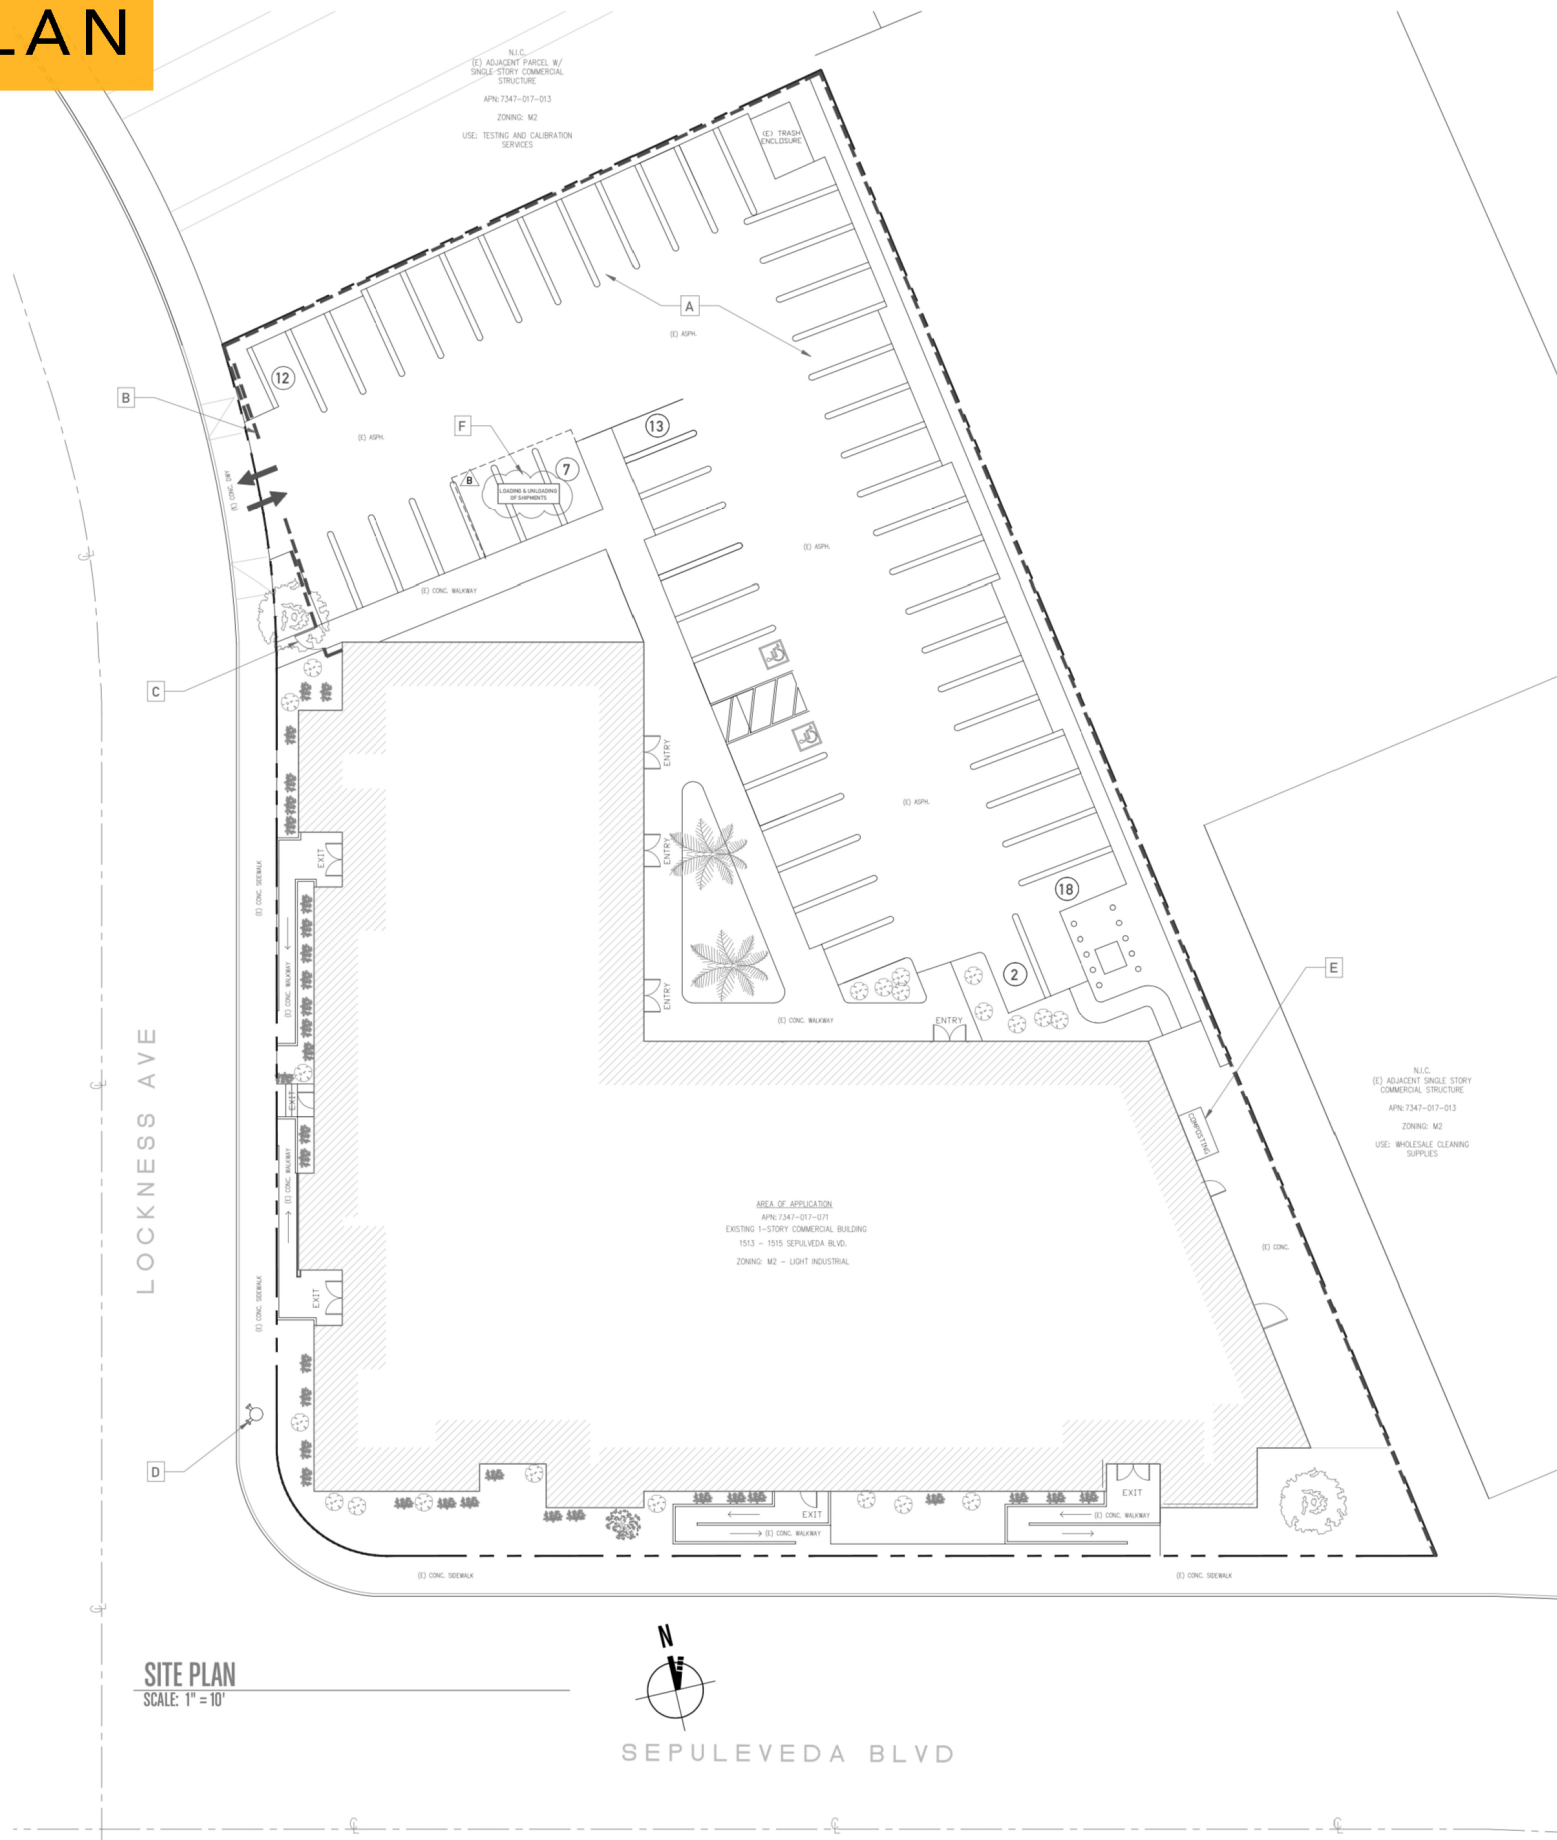 LAN
N.I.C.
(E) ADJACENT PARCEL W/
SINGLE STORY COMMERCIAL
STRUCTURE
APN: 7347-017-013
ZONING: M2
USE: TESTING AND CALIBRATION
SERVICES
(E) TRASH
ENCLOSURE
A
(E) ASPH.
12
B
F
13
(E) ASPH.
7
B
LOADING & UNLOADING
OF SHIPMENTS
(E) CONC. DWY
(E) ASPH.
(E) CONC. WALKWAY
C
ENTRY
(E) ASPH.
ENTRY
EXIT
(E) CONC. SIDEWALK
18
(E) CONC. WALKWAY
2
E
ENTRY
(E) CONC. WALKWAY
ENTRY
LOCKNESS AVE
EXIT
N.I.C.
(E) ADJACENT SINGLE STORY
COMMERCIAL STRUCTURE
APN: 7347-017-013
ZONING: M2
USE: WHOLESALE CLEANING
SUPPLIES
COMPOSTING
(E) CONC. WALKWAY
AREA OF APPLICATION
APN: 7347-017-071
EXISTING 1-STORY COMMERCIAL BUILDING
1513 - 1515 SEPULVEDA BLVD.
ZONING: M2 - LIGHT INDUSTRIAL
(E) CONC.
EXIT
(E) CONC. SIDEWALK
D
EXIT
EXIT
(E) CONC. WALKWAY
(E) CONC. WALKWAY
(E) CONC. SIDEWALK
(E) CONC. SIDEWALK
N
SITE PLAN
SCALE: 1" = 10'
SEPULEVEDA BLVD